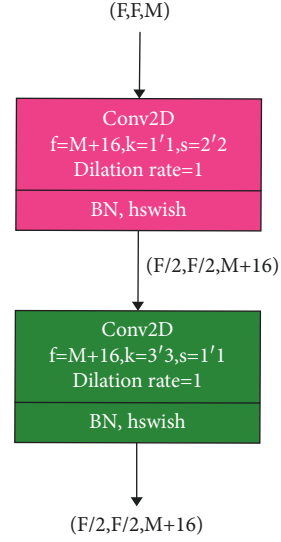 (F,F,M)
Conv2D
f=M+16,k=1'1,s=2'2
Dilation rate=1
BN, hswish
(F/2,F/2,M+16)
Conv2D
f=M+16,k=3'3,s=1'1
Dilation rate=1
BN, hswish
(F/2,F/2,M+16)